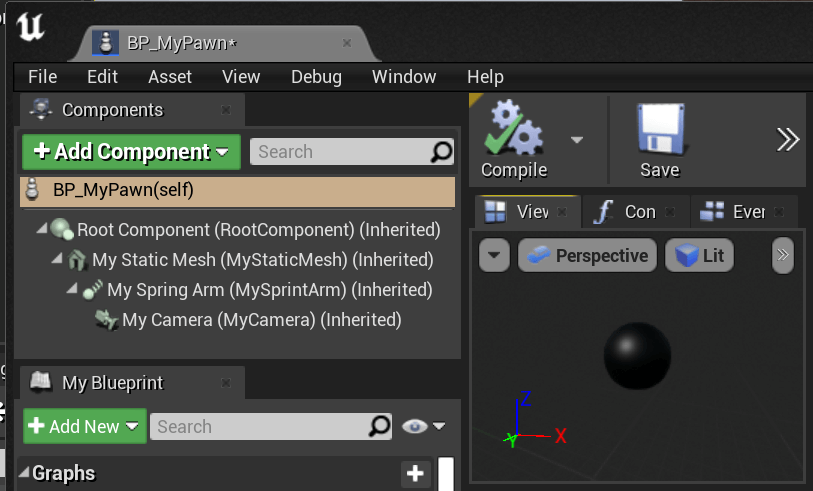 BP_MyPawn*
File Edit Asset View Debug Window Help
Components
+ Add Component
Search
Compile
Save
BP_MyPawn(self)
Root Component (RootComponent) (Inherited)
My Static Mesh (MyStaticMesh) (Inherited)
My Spring Arm (MySprintArm) (Inherited)
My Camera (MyCamera) (Inherited)
Con
Perspective
Lit
Z
X
Y
My Blueprint
+ Add New
Search
Graphs
+